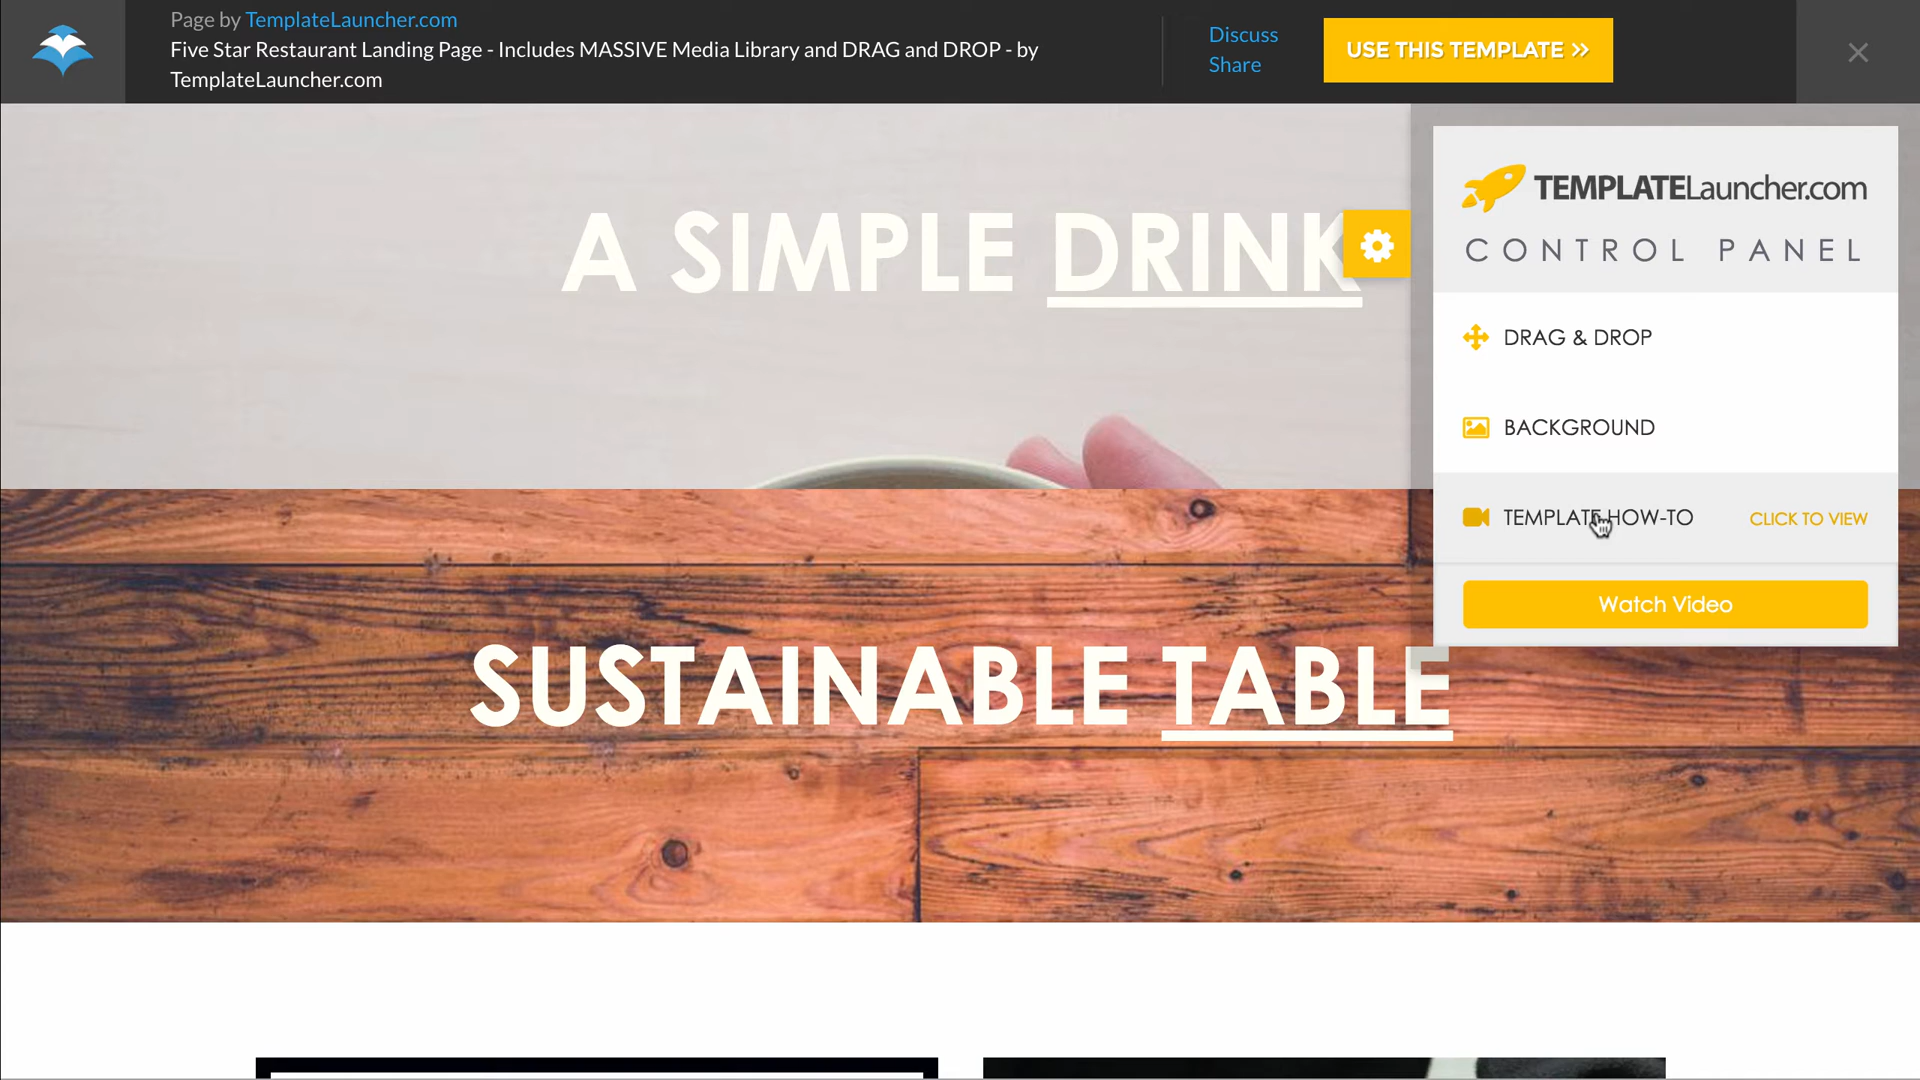 Page by TemplateLauncher.com
Five Star Restaurant Landing Page - Includes MASSIVE Media Library and DRAG and DROP - by
TemplateLauncher.com
Discuss
Share
USE THIS TEMPLATE »
×
TEMPLATELauncher.com
CONTROL PANEL
DRAG & DROP
BACKGROUND
TEMPLATE HOW-TO
CLICK TO VIEW
Watch Video
A SIMPLE DRINK
SUSTAINABLE TABLE